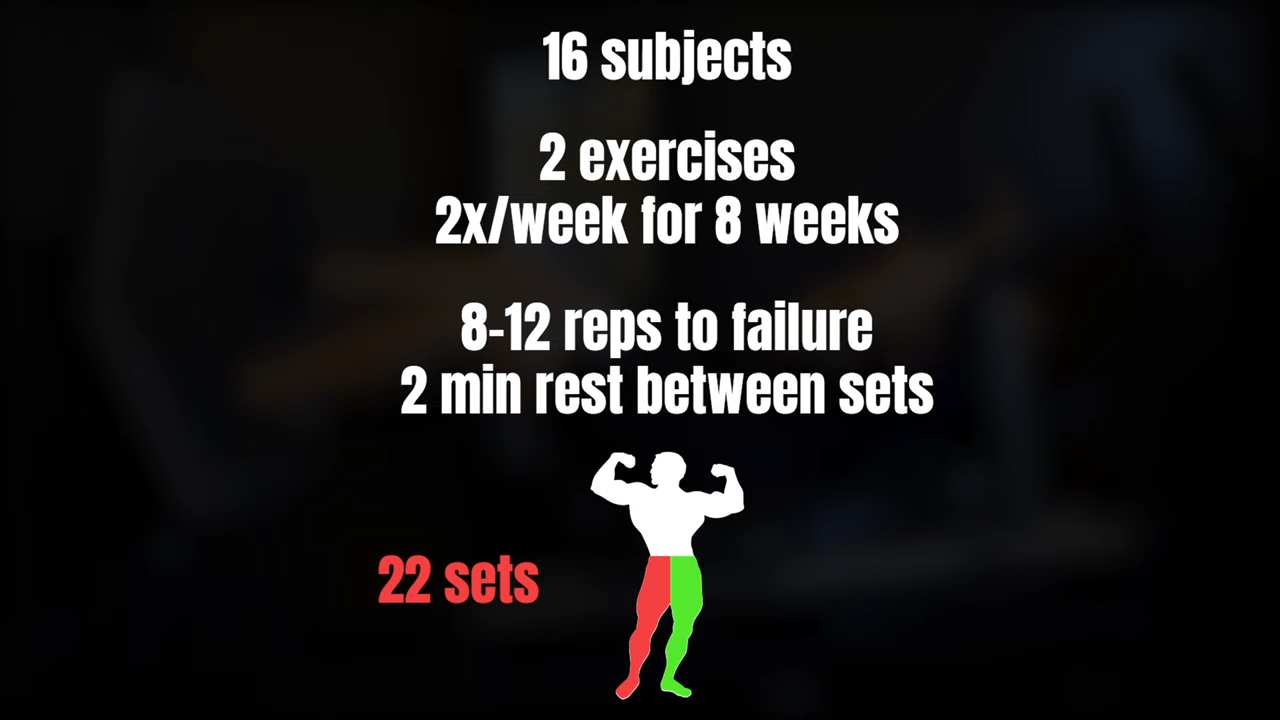 16 subjects
2 exercises
2x/week for 8 weeks
8-12 reps to failure
2 min rest between sets
22 sets